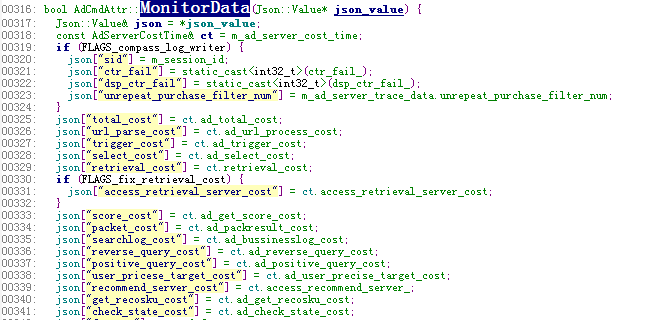 00316: bool AdCmdAttr::MonitorData(Json::Value* json_value) {
00317:   Json::Value& json = *json_value;
00318:   const AdServerCostTime& ct = m_ad_server_cost_time;
00319:   if (FLAGS_compass_log_writer) {
00320:     json["sid"] = m_session_id;
00321:     json["ctr_fail"] = static_cast<int32_t>(ctr_fail_);
00322:     json["dsp_ctr_fail"] = static_cast<int32_t>(dsp_ctr_fail_);
00323:     json["unrepeat_purchase_filter_num"] = m_ad_server_trace_data.unrepeat_purchase_filter_num;
00324:   }
00325:   json["total_cost"] = ct.ad_total_cost;
00326:   json["url_parse_cost"] = ct.ad_url_process_cost;
00327:   json["trigger_cost"] = ct.ad_trigger_cost;
00328:   json["select_cost"] = ct.ad_select_cost;
00329:   json["retrieval_cost"] = ct.retrieval_cost;
00330:   if (FLAGS_fix_retrieval_cost) {
00331:     json["access_retrieval_server_cost"] = ct.access_retrieval_server_cost;
00332:   }
00333:   json["score_cost"] = ct.ad_get_score_cost;
00334:   json["packet_cost"] = ct.ad_packresult_cost;
00335:   json["searchlog_cost"] = ct.ad_bussinesslog_cost;
00336:   json["reverse_query_cost"] = ct.ad_reverse_query_cost;
00337:   json["positive_query_cost"] = ct.ad_positive_query_cost;
00338:   json["user_pricese_target_cost"] = ct.ad_user_precise_target_cost;
00339:   json["recommend_server_cost"] = ct.access_recommend_server_;
00340:   json["get_recosku_cost"] = ct.ad_get_recosku_cost;
00341:   json["check_state_cost"] = ct.ad_check_state_cost;